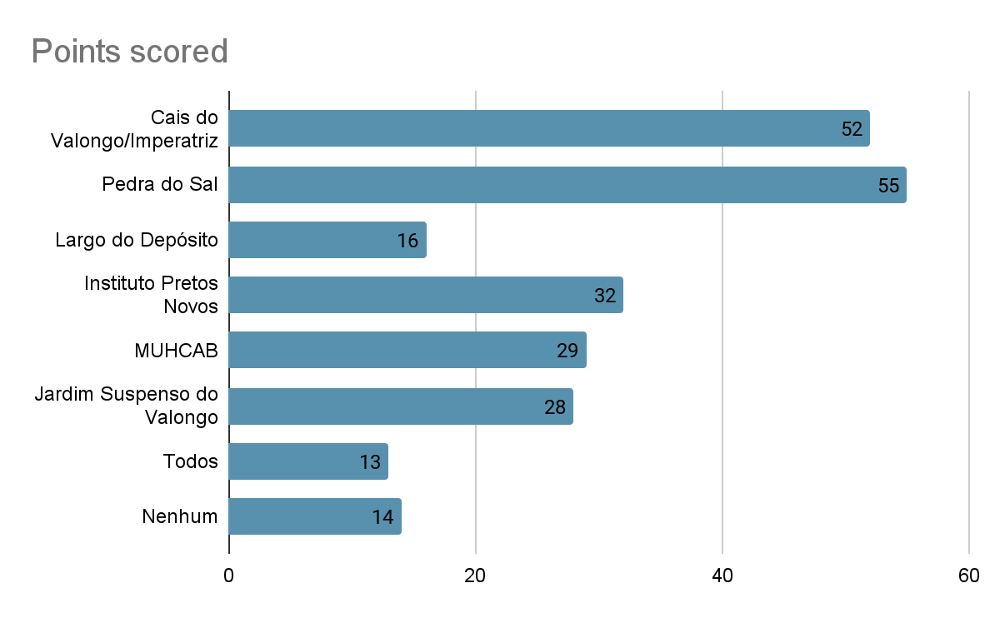 Points scored
Cais do
Valongo/Imperatriz
52
Pedra do Sal
55
Largo do Depósito
16
Instituto Pretos
Novos
32
MUHCAB
29
Jardim Suspenso do
Valongo
28
Todos
13
Nenhum
14
0
20
40
60